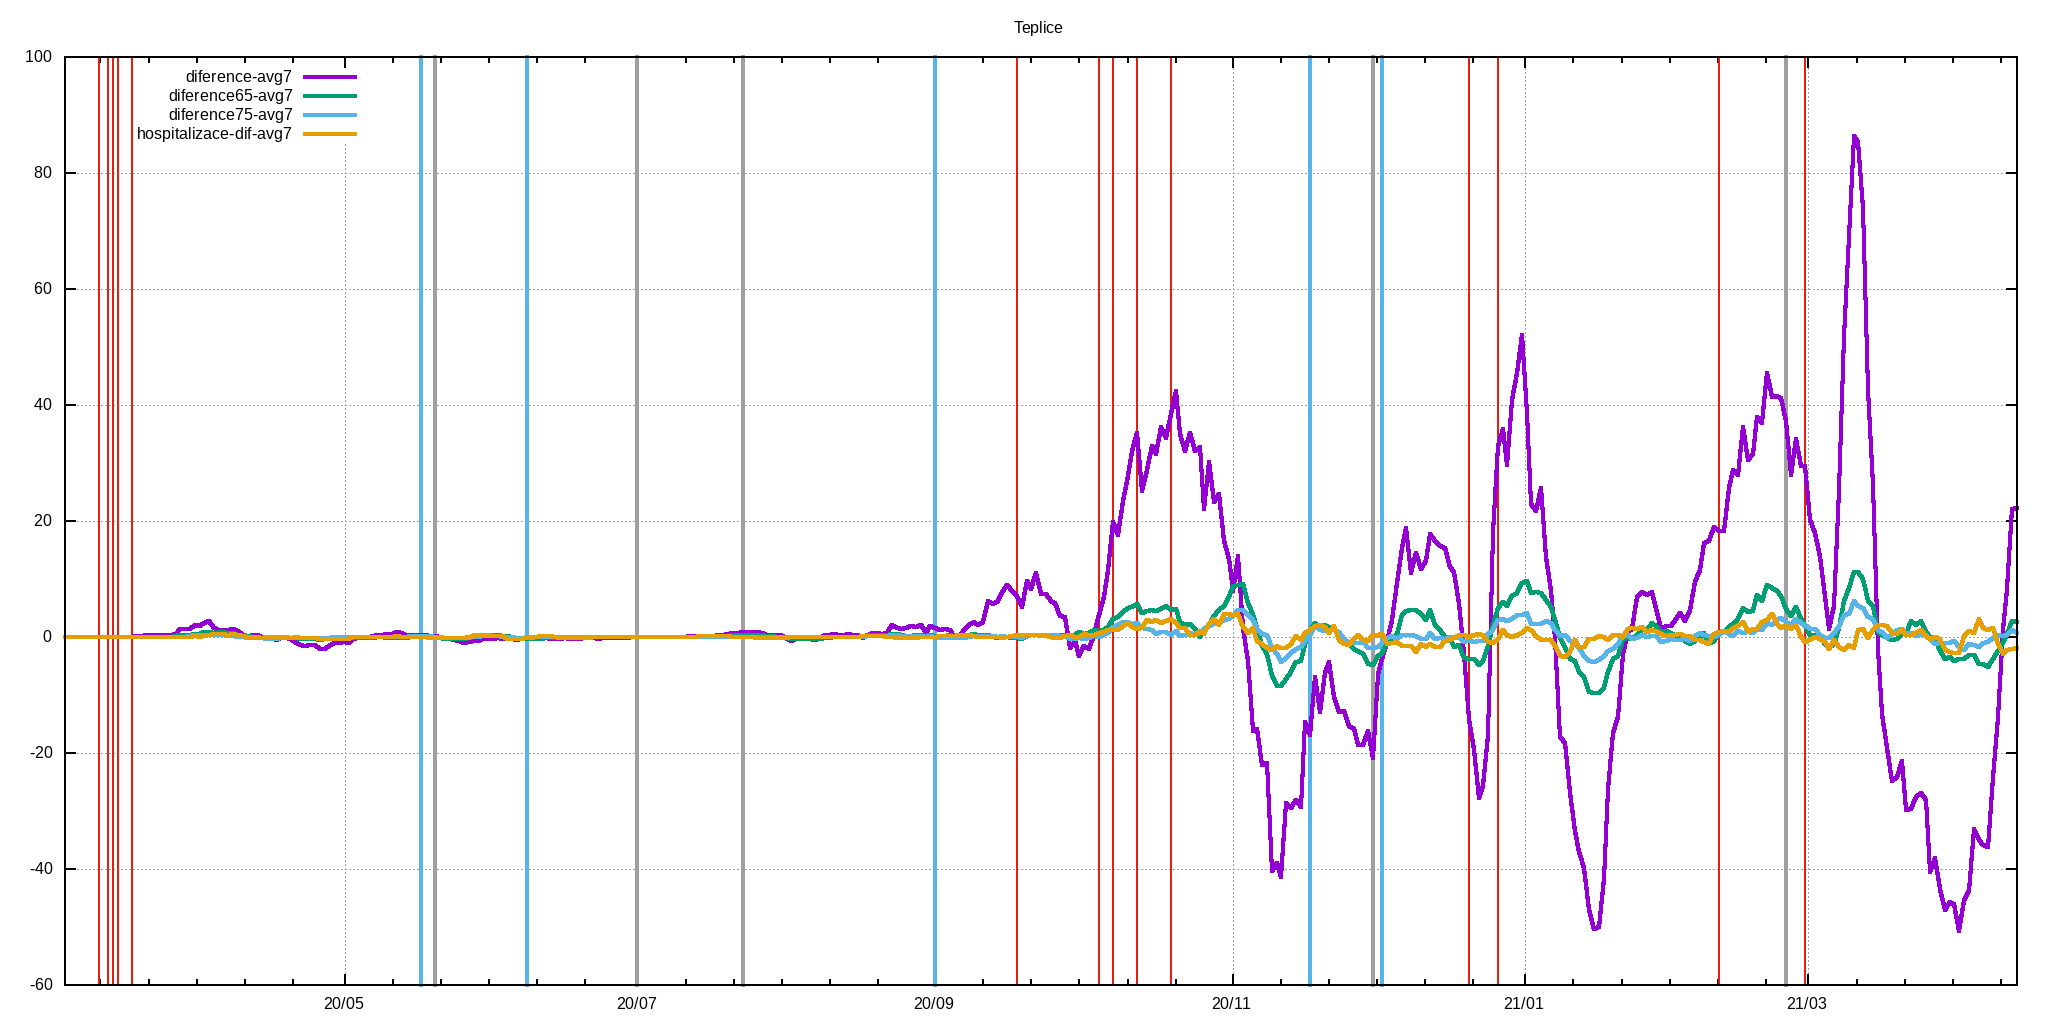 Teplice
100
80
60
40
20
0
-20
-40
-60
diference-avg7
diference65-avg7
diference75-avg7
hospitalizace-dif-avg7
20/05 20/07 20/09 20/11 21/01 21/03